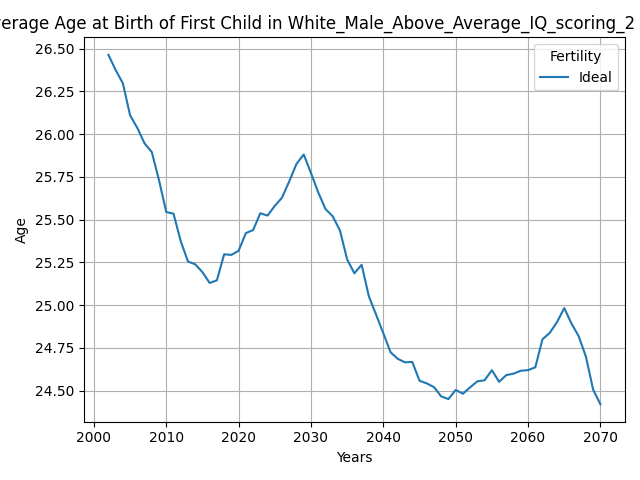 verage Age at Birth of First Child in White_Male_Above_Average_IQ_scoring_2
Fertility
Ideal
26.50
26.25
26.00
25.75
25.50
25.25
25.00
24.75
24.50
Age
2000 2010 2020 2030 2040 2050 2060 2070
Years